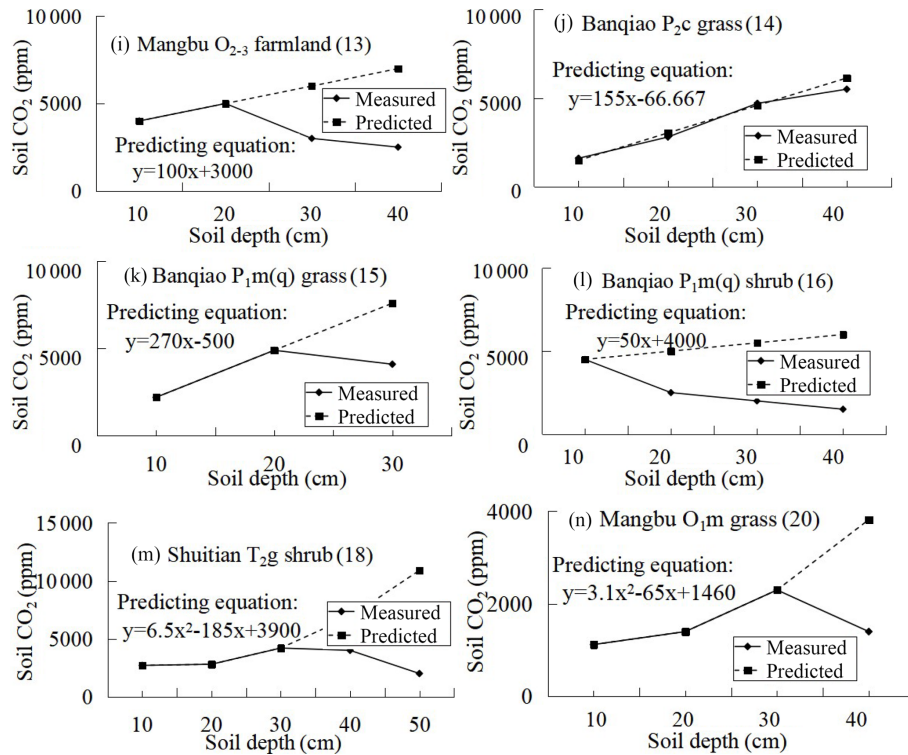 (i) Mangbu O₂₋₃ farmland (13)
Soil CO₂ (ppm)
10 000
5000
0
Measured
Predicted
Predicting equation:
y=100x+3000
10 20 30 40
Soil depth (cm)
(j) Banqiao P₂c grass (14)
Soil CO₂ (ppm)
10 000
5000
0
Predicting equation:
y=155x-66.667
Measured
Predicted
10 20 30 40
Soil depth (cm)
(k) Banqiao P₁m(q) grass (15)
Soil CO₂ (ppm)
10 000
5000
0
Predicting equation:
y=270x-500
Measured
Predicted
10 20 30
Soil depth (cm)
(l) Banqiao P₁m(q) shrub (16)
Soil CO₂ (ppm)
10 000
5000
0
Predicting equation:
y=50x+4000
Measured
Predicted
10 20 30 40
Soil depth (cm)
(m) Shuitian T₂g shrub (18)
Soil CO₂ (ppm)
15 000
10 000
5000
0
Predicting equation:
y=6.5x²-185x+3900
Measured
Predicted
10 20 30 40 50
Soil depth (cm)
(n) Mangbu O₁m grass (20)
Soil CO₂ (ppm)
4000
2000
0
Predicting equation:
y=3.1x²-65x+1460
Measured
Predicted
10 20 30 40
Soil depth (cm)